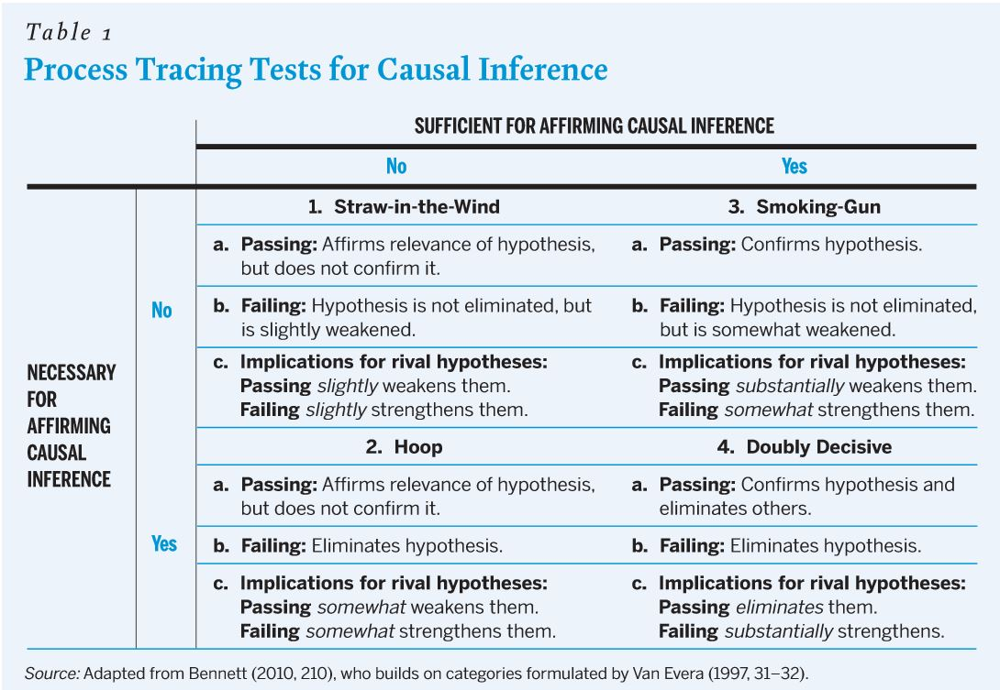 Table 1
Process Tracing Tests for Causal Inference
SUFFICIENT FOR AFFIRMING CAUSAL INFERENCE
No
Yes
NECESSARY
FOR
AFFIRMING
CAUSAL
INFERENCE
No
1. Straw-in-the-Wind
a. Passing: Affirms relevance of hypothesis,
but does not confirm it.
b. Failing: Hypothesis is not eliminated, but
is slightly weakened.
c. Implications for rival hypotheses:
Passing slightly weakens them.
Failing slightly strengthens them.
3. Smoking-Gun
a. Passing: Confirms hypothesis.
b. Failing: Hypothesis is not eliminated,
but is somewhat weakened.
c. Implications for rival hypotheses:
Passing substantially weakens them.
Failing somewhat strengthens them.
Yes
2. Hoop
a. Passing: Affirms relevance of hypothesis,
but does not confirm it.
b. Failing: Eliminates hypothesis.
c. Implications for rival hypotheses:
Passing somewhat weakens them.
Failing somewhat strengthens them.
4. Doubly Decisive
a. Passing: Confirms hypothesis and
eliminates others.
b. Failing: Eliminates hypothesis.
c. Implications for rival hypotheses:
Passing eliminates them.
Failing substantially strengthens.
Source: Adapted from Bennett (2010, 210), who builds on categories formulated by Van Evera (1997, 31–32).